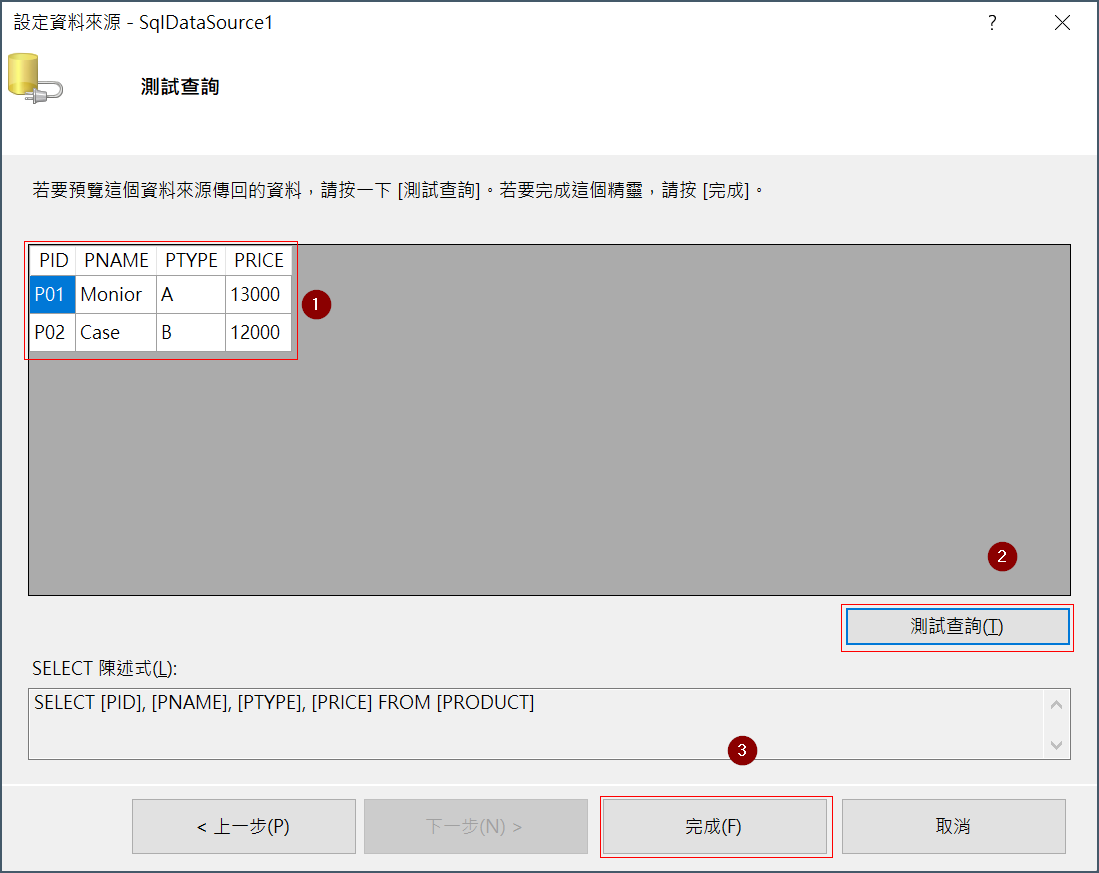 設定資料來源 - SqlDataSource1
?
測試查詢
若要預覽這個資料來源傳回的資料，請按一下 [測試查詢]。若要完成這個精靈，請按 [完成]。
PID PNAME PTYPE PRICE
P01 Monior A 13000
1
P02 Case B 12000
2
測試查詢(T)
SELECT 陳述式(L):
SELECT [PID], [PNAME], [PTYPE], [PRICE] FROM [PRODUCT]
3
< 上一步(P) 下一步(N) > 完成(F) 取消